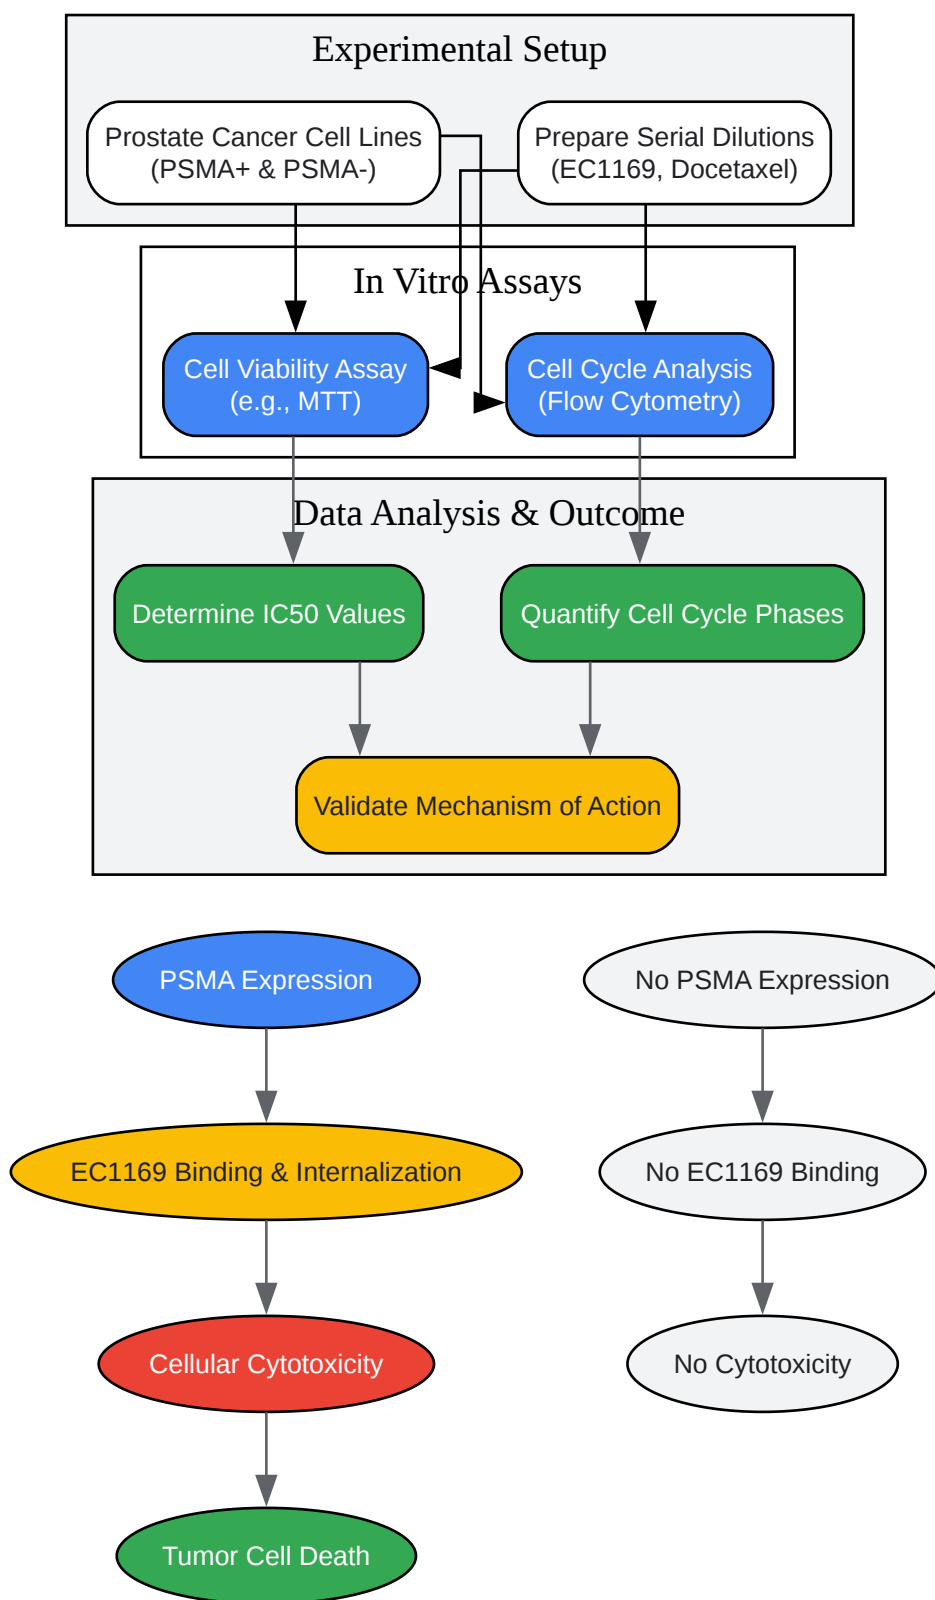 Experimental Setup
Prostate Cancer Cell Lines
(PSMA+ & PSMA-)
Prepare Serial Dilutions
(EC1169, Docetaxel)
In Vitro Assays
Cell Viability Assay
(e.g., MTT)
Cell Cycle Analysis
(Flow Cytometry)
Data Analysis & Outcome
Determine IC50 Values
Quantify Cell Cycle Phases
Validate Mechanism of Action
PSMA Expression
No PSMA Expression
EC1169 Binding & Internalization
No EC1169 Binding
Cellular Cytotoxicity
No Cytotoxicity
Tumor Cell Death